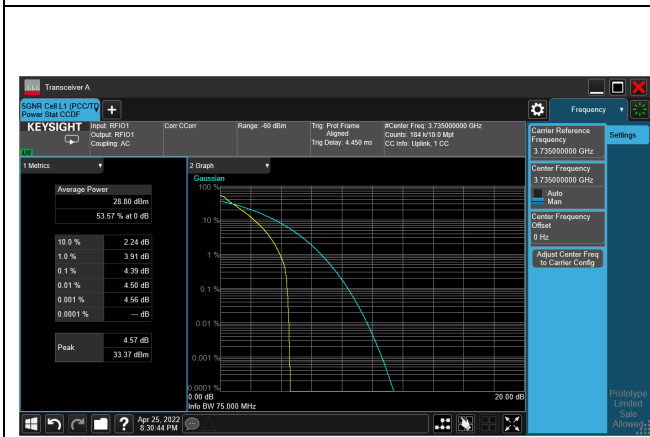 Transceiver A
5GNR Cell L1 (PCC/TD
Power Stat CCDF
+
Frequency
KEYSIGHT
Input: RFIO1
Output: RFIO1
Coupling: AC
Corr CCorr
Range: -60 dBm
Trig: Prot Frame
Aligned
Trig Delay: 4.450 ms
#Center Freq: 3.735000000 GHz
Counts: 184 k/10.0 Mpt
CC Info: Uplink, 1 CC
1 Metrics
Average Power
28.80 dBm
53.57 % at 0 dB
10.0 % 2.24 dB
1.0 % 3.91 dB
0.1 % 4.39 dB
0.01 % 4.50 dB
0.001 % 4.56 dB
0.0001 % --- dB
Peak
4.57 dB
33.37 dBm
2 Graph
Gaussian
100 %
10 %
1 %
0.1 %
0.01 %
0.001 %
0.0001 %
0.00 dB 20.00 dB
Info BW 75.000 MHz
Carrier Reference
Frequency
3.735000000 GHz
Center Frequency
3.735000000 GHz
Auto
Man
Center Frequency
Offset
0 Hz
Adjust Center Freq
to Carrier Config
Settings
Prototype
Limited
Sale
Allowed
?
Apr 25, 2022
8:30:44 PM